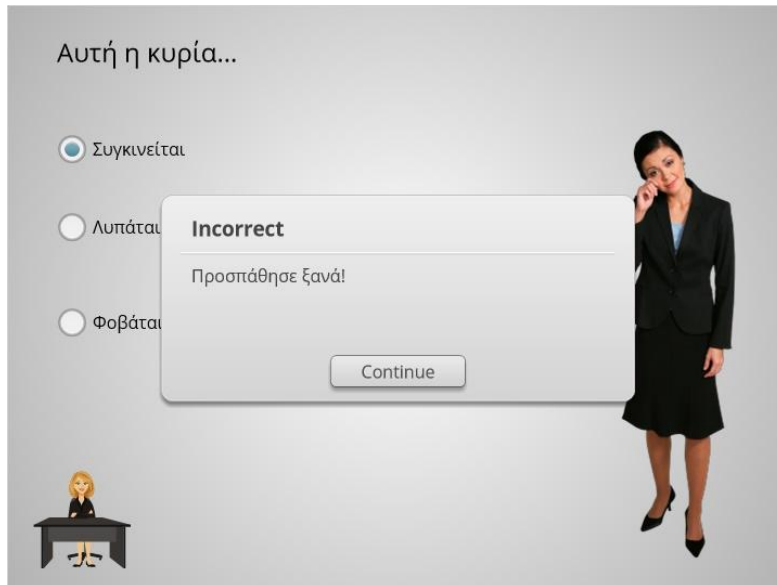 Αυτή η κυρία...
Συγκινείται
Λυπάται
Φοβάται
Incorrect
Προσπάθησε ξανά!
Continue